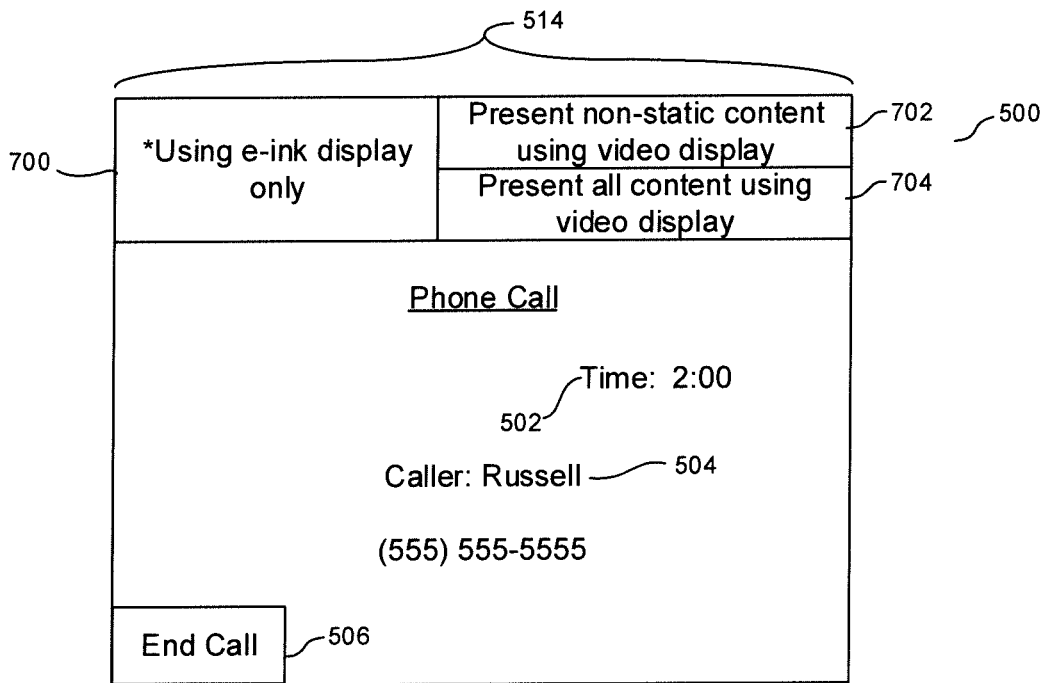 514
*Using e-ink display
only
Present non-static content
using video display
Present all content using
video display
700
702
704
500
Phone Call
Time: 2:00
502
Caller: Russell
504
(555) 555-5555
End Call
506